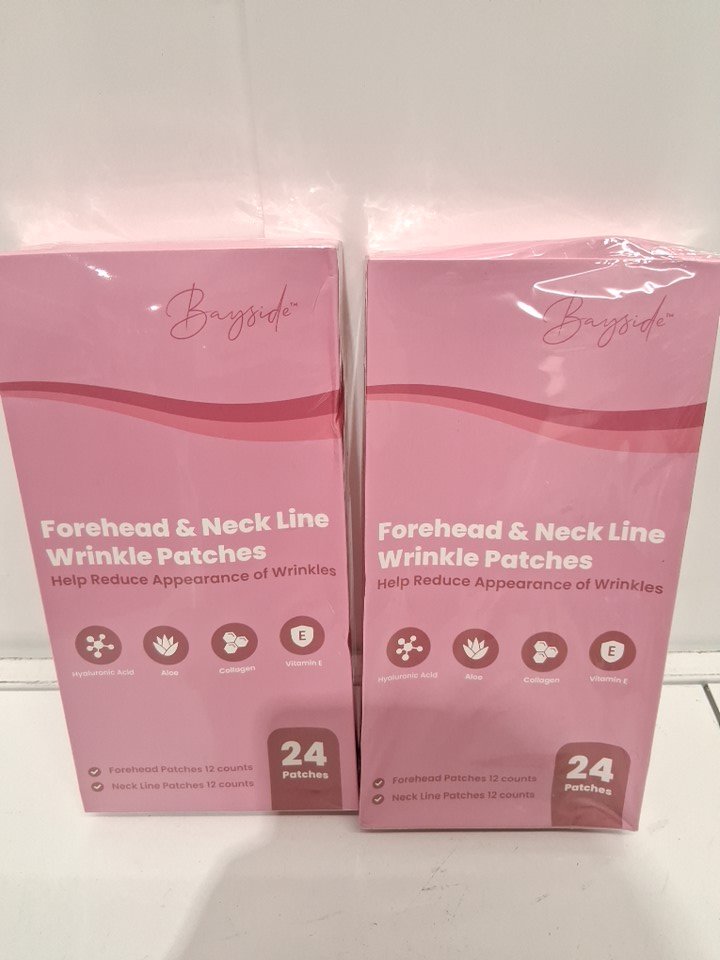 Bayside™
Forehead & Neck Line
Wrinkle Patches
Help Reduce Appearance of Wrinkles
E
Hyaluronic Acid
Aloe
Collagen
Vitamin E
Forehead Patches 12 counts
Neck Line Patches 12 counts
24
Patches
Bayside™
Forehead & Neck Line
Wrinkle Patches
Help Reduce Appearance of Wrinkles
E
Hyaluronic Acid
Aloe
Collagen
Vitamin E
Forehead Patches 12 counts
Neck Line Patches 12 counts
24
Patches